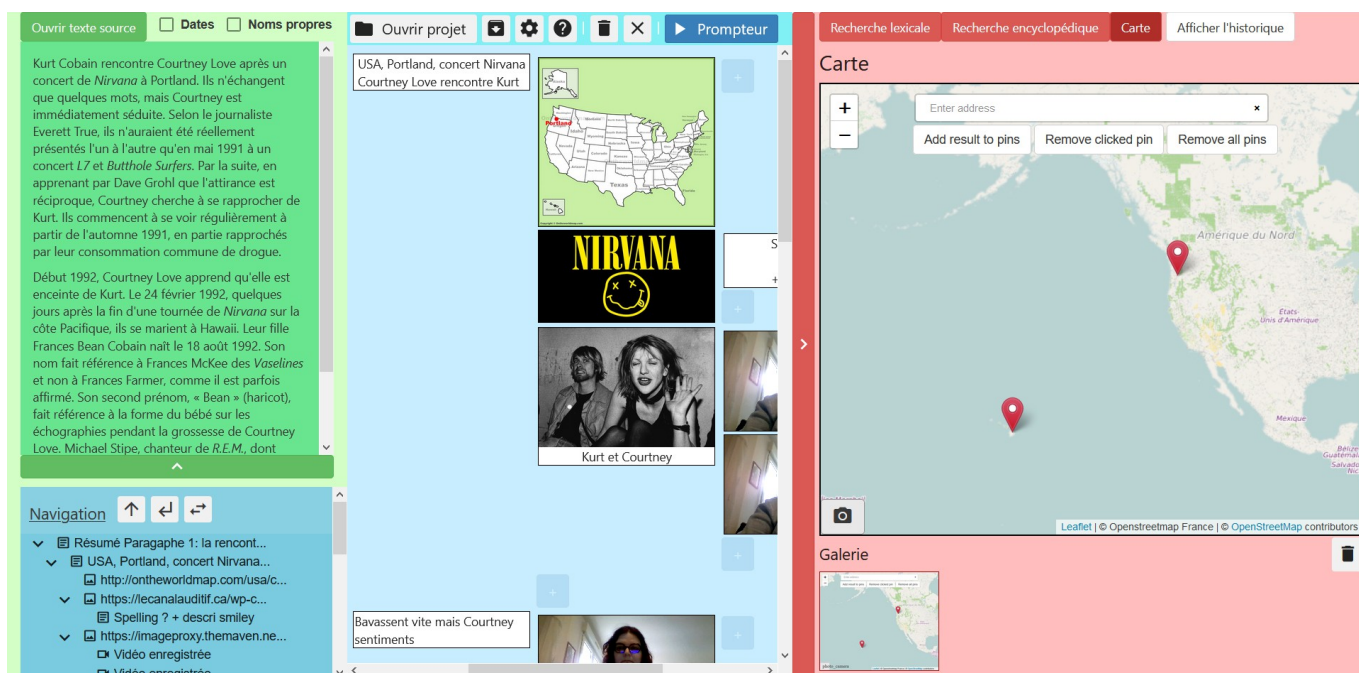 Ouvrir texte source
Dates
Noms propres
Kurt Cobain rencontre Courtney Love après un
concert de Nirvana à Portland. Ils n'échangent
que quelques mots, mais Courtney est
immédiatement séduite. Selon le journaliste
Everett True, ils n'auraient été réellement
présentés l'un à l'autre qu'en mai 1991 à un
concert L7 et Butthole Surfers. Par la suite, en
apprenant par Dave Grohl que l'attirance est
réciproque, Courtney cherche à se rapprocher de
Kurt. Ils commencent à se voir régulièrement à
partir de l'automne 1991, en partie rapprochés
par leur consommation commune de drogue.
Début 1992, Courtney Love apprend qu'elle est
enceinte de Kurt. Le 24 février 1992, quelques
jours après la fin d'une tournée de Nirvana sur la
côte Pacifique, ils se marient à Hawaii. Leur fille
Frances Bean Cobain naît le 18 août 1992. Son
nom fait référence à Frances McKee des Vaselines
et non à Frances Farmer, comme il est parfois
affirmé. Son second prénom, « Bean » (haricot),
fait référence à la forme du bébé sur les
échographies pendant la grossesse de Courtney
Love. Michael Stipe, chanteur de R.E.M., dont
Navigation
Résumé Paragaphe 1: la rencont...
USA, Portland, concert Nirvana...
http://ontheworldmap.com/usa/c...
https://lecanalauditif.ca/wp-c...
Spelling ? + descri smiley
https://imageproxy.themaven.ne...
Vidéo enregistrée
Vidéo enregistrée
Ouvrir projet
Prompteur
USA, Portland, concert Nirvana
Courtney Love rencontre Kurt
Portland
Texas
NIRVANA
S
+
Kurt et Courtney
Bavassent vite mais Courtney
sentiments
Recherche lexicale
Recherche encyclopédique
Carte
Afficher l'historique
Carte
+
Enter address
×
−
Add result to pins
Remove clicked pin
Remove all pins
Amérique du Nord
États-
Unis d'Amérique
Mexique
Belize
Guatemala
Salvado
Nic
Leaflet | © Openstreetmap France | © OpenStreetMap contributors
Galerie